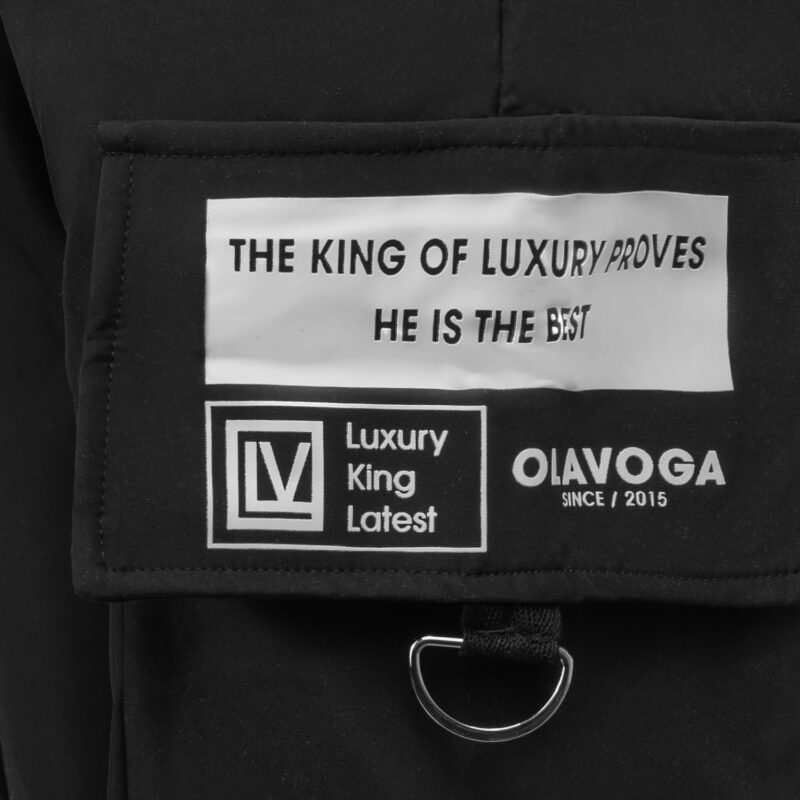 THE KING OF LUXURY PROVES
HE IS THE BEST
LV
Luxury
King
Latest
OLAVOGA
SINCE / 2015